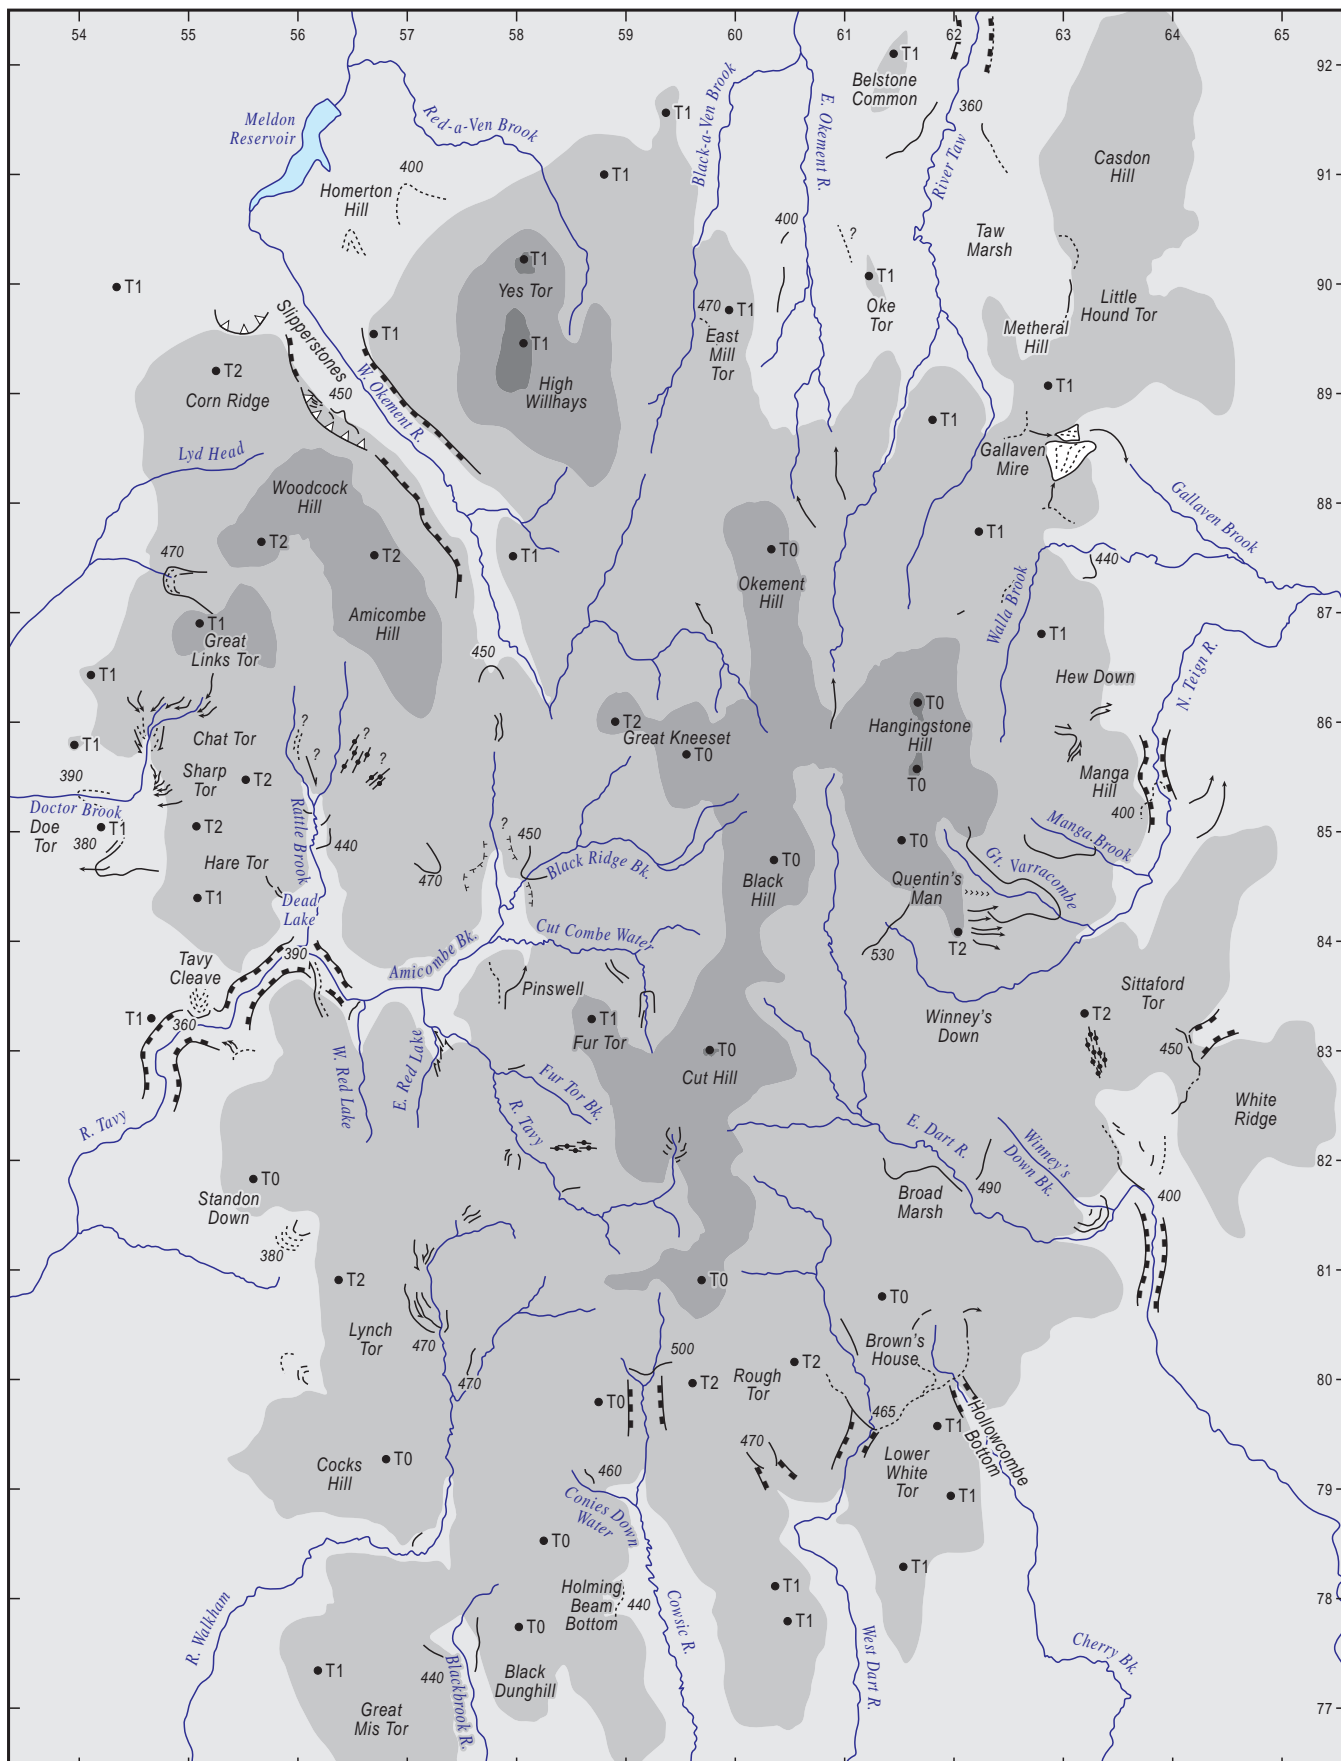 54 55 56 57 58 59 60 61 62 63 64 65
92
91
90
89
88
87
86
85
84
83
82
81
80
79
78
77
Meldon
Reservoir
Red-a-Ven Brook
Black-a-Ven Brook
E. Okement R.
T1
Belstone
Common
360
River Taw
T1
400
Homerton
Hill
T1
Casdon
Hill
400
?
Taw
Marsh
T1
Yes Tor
T1
T1
Oke
Tor
Little
Hound Tor
470
T1
East
Mill
Tor
Metheral
Hill
Slipperstones
T1
T1
High
Willhays
W. Okement R.
T2
Corn Ridge
450
T1
T1
Gallaven
Mire
Lyd Head
Woodcock
Hill
Gallaven Brook
T2
T2
T1
T0
Okement
Hill
T1
470
440
Walla Brook
Amicombe
Hill
T1
Great
Links Tor
T1
T1
450
Hew Down
N. Teign R.
T2
Great Kneeset
T0
T0
Hangingstone
Hill
T0
?
?
?
Chat Tor
T1
Sharp
Tor
T2
390
Doctor Brook
Doe
Tor
T1
380
T2
Rattle Brook
440
Manga
Hill
400
Manga Brook
Hare Tor
T1
Dead
Lake
470
?
450
Black Ridge Bk.
T0
Black
Hill
T0
?
Gt. Varracombe
Quentin's
Man
T2
530
Cut Combe Water
Amicombe Bk.
390
Tavy
Cleave
Pinswell
Sittaford
Tor
T1
360
T1
Fur Tor
T0
Cut Hill
Winney's
Down
T2
450
W. Red Lake
E. Red Lake
Fur Tor Bk.
R. Tavy
R. Tavy
E. Dart R.
Winney's
Down Bk.
White
Ridge
T0
Standon
Down
380
Broad
Marsh
490
400
T2
Lynch
Tor
470
470
T0
T0
Brown's
House
500
T2
Rough
Tor
T2
T0
465
T1
Hollowcombe
Bottom
Lower
White
Tor
T1
470
Cocks
Hill
T0
460
Conies Down
Water
T0
T1
T1
T1
Holming
Beam
Bottom
440
Cowsic R.
R. Walkham
T0
Black
Dunghill
T1
440
Great
Mis Tor
Blackbrook R.
West Dart R.
Cherry Bk.